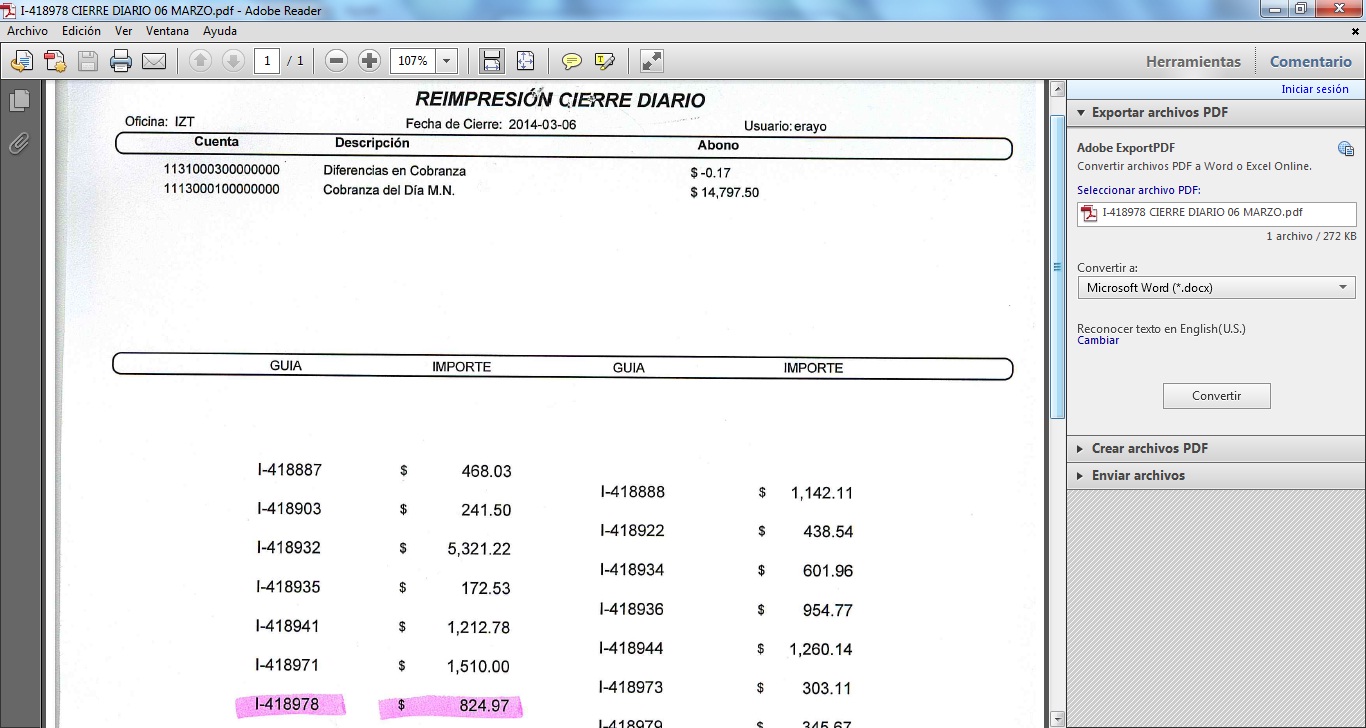 I-418978 CIERRE DIARIO 06 MARZO.pdf - Adobe Reader
Archivo Edición Ver Ventana Ayuda
1 / 1 107% Herramientas Comentario
Iniciar sesión
Exportar archivos PDF
Adobe ExportPDF
Convertir archivos PDF a Word o Excel Online.
Seleccionar archivo PDF:
I-418978 CIERRE DIARIO 06 MARZO.pdf
1 archivo / 272 KB
Convertir a:
Microsoft Word (*.docx)
Reconocer texto en English(U.S.)
Cambiar
Convertir
Crear archivos PDF
Enviar archivos
REIMPRESIÓN CIERRE DIARIO
Oficina: IZT Fecha de Cierre: 2014-03-06 Usuario: erayo
Cuenta Descripción Abono
1131000300000000 Diferencias en Cobranza $ -0.17
1113000100000000 Cobranza del Día M.N. $ 14,797.50
GUIA IMPORTE GUIA IMPORTE
I-418887 $ 468.03
I-418888 $ 1,142.11
I-418903 $ 241.50
I-418922 $ 438.54
I-418932 $ 5,321.22
I-418934 $ 601.96
I-418935 $ 172.53
I-418936 $ 954.77
I-418941 $ 1,212.78
I-418944 $ 1,260.14
I-418971 $ 1,510.00
I-418973 $ 303.11
I-418978 $ 824.97
I-418979 $ 345.67